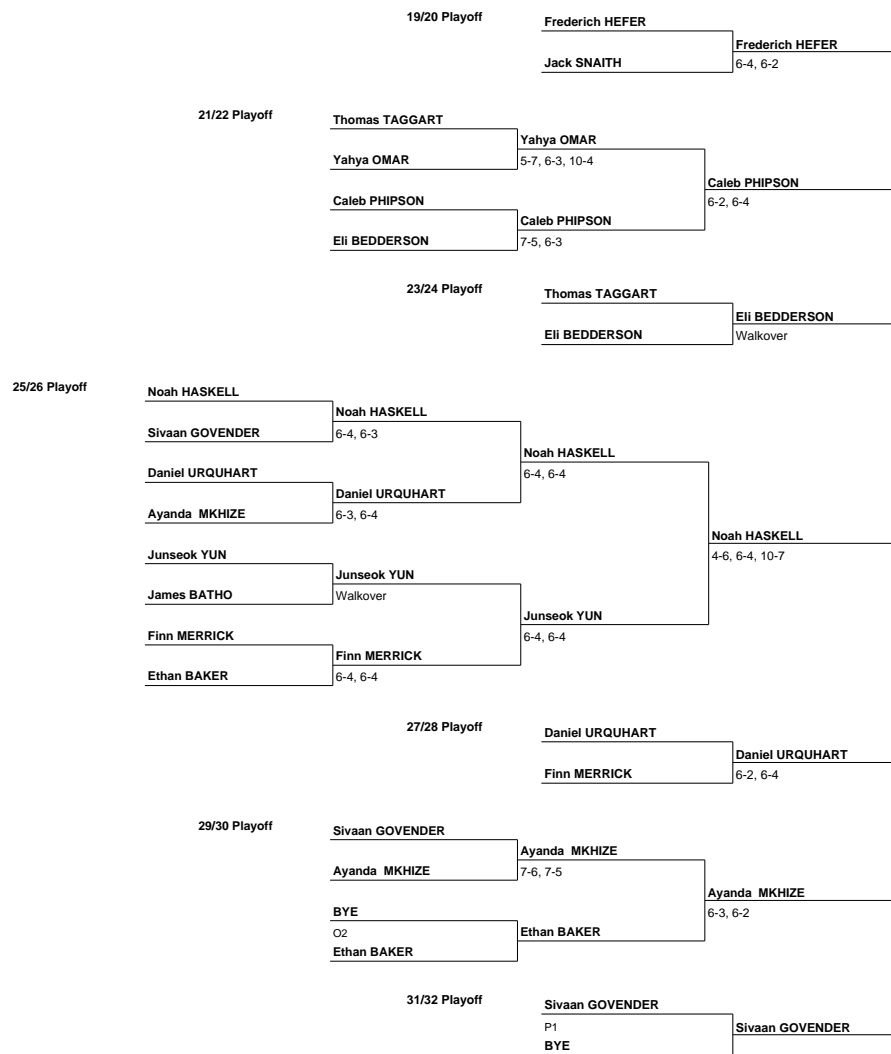 19/20 Playoff
Frederich HEFER
Frederich HEFER
Jack SNAITH
6-4, 6-2
21/22 Playoff
Thomas TAGGART
Yahya OMAR
Yahya OMAR
5-7, 6-3, 10-4
Caleb PHIPSON
6-2, 6-4
Caleb PHIPSON
Caleb PHIPSON
Eli BEDDERSON
7-5, 6-3
23/24 Playoff
Thomas TAGGART
Eli BEDDERSON
Eli BEDDERSON
Walkover
25/26 Playoff
Noah HASKELL
Noah HASKELL
Sivaan GOVENDER
6-4, 6-3
Noah HASKELL
6-4, 6-4
Daniel URQUHART
Daniel URQUHART
Ayanda MKHIZE
6-3, 6-4
Noah HASKELL
4-6, 6-4, 10-7
Junseok YUN
Junseok YUN
James BATHO
Walkover
Junseok YUN
6-4, 6-4
Finn MERRICK
Finn MERRICK
Ethan BAKER
6-4, 6-4
27/28 Playoff
Daniel URQUHART
Daniel URQUHART
Finn MERRICK
6-2, 6-4
29/30 Playoff
Sivaan GOVENDER
Ayanda MKHIZE
Ayanda MKHIZE
7-6, 7-5
Ayanda MKHIZE
6-3, 6-2
BYE
O2
Ethan BAKER
Ethan BAKER
31/32 Playoff
Sivaan GOVENDER
P1
Sivaan GOVENDER
BYE